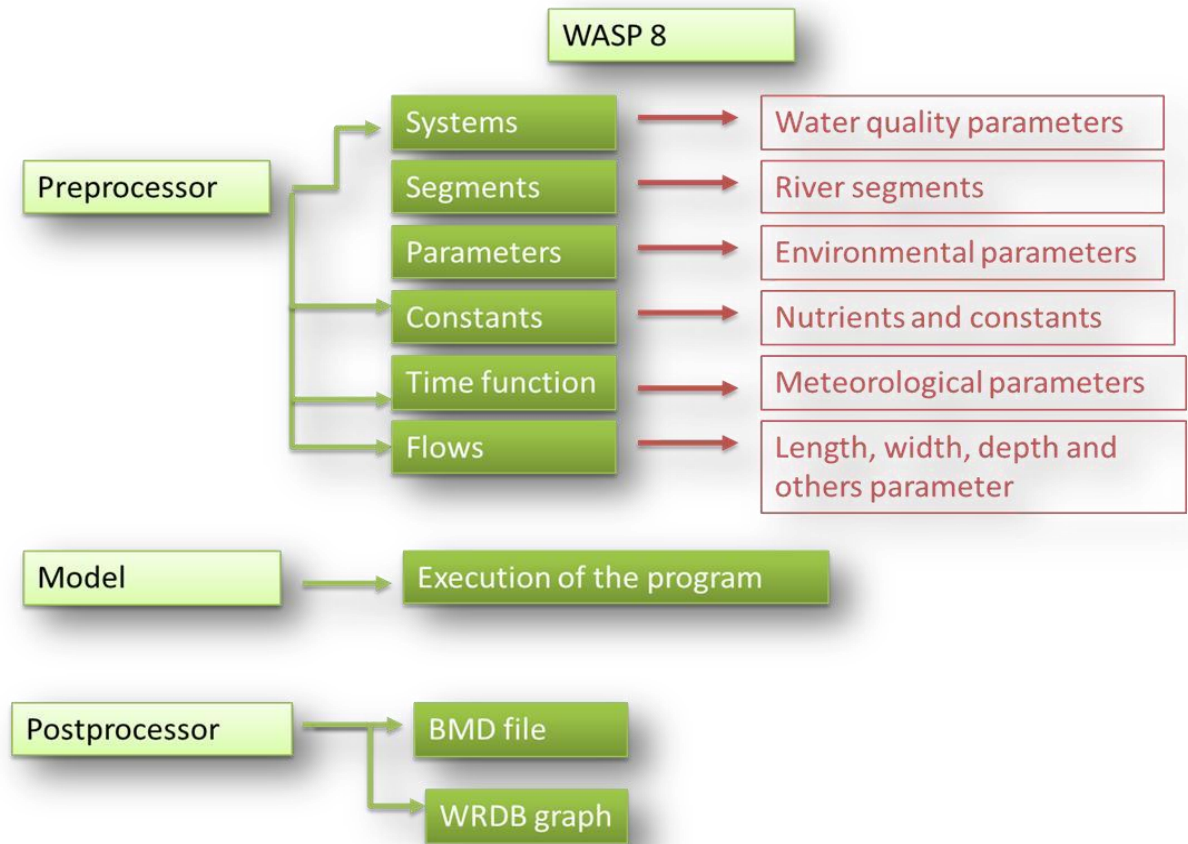 WASP 8
Preprocessor
Systems
Water quality parameters
Segments
River segments
Parameters
Environmental parameters
Constants
Nutrients and constants
Time function
Meteorological parameters
Flows
Length, width, depth and
others parameter
Model
Execution of the program
Postprocessor
BMD file
WRDB graph